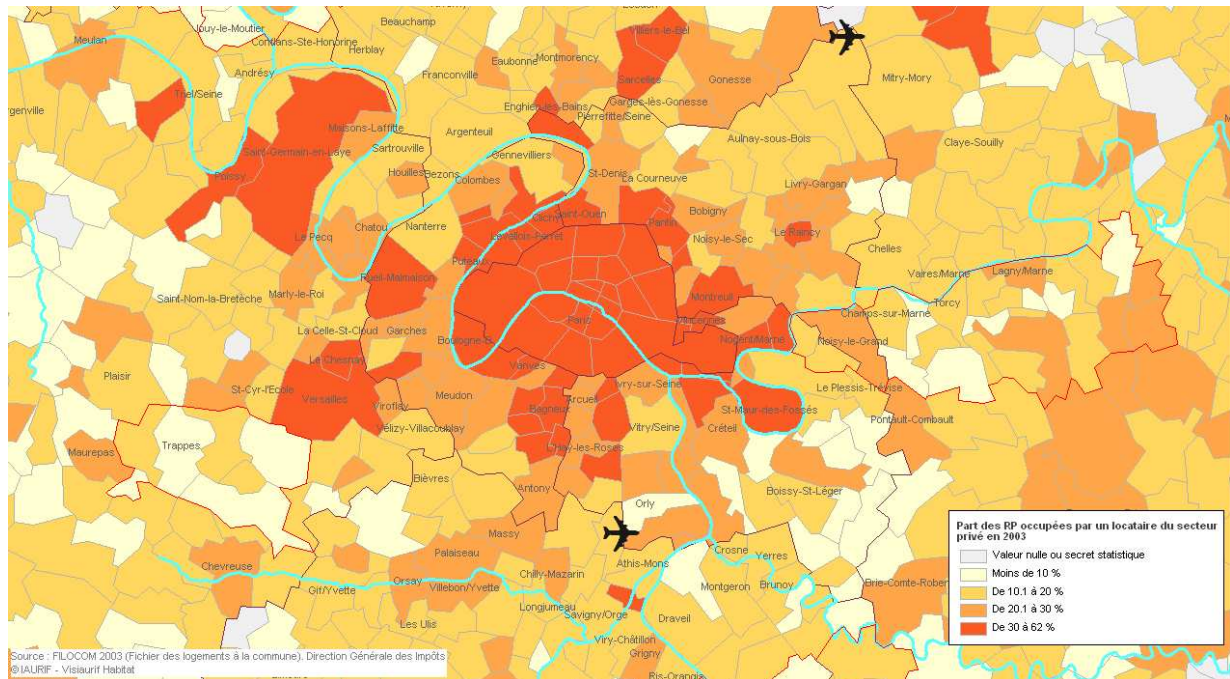 Beauchamp
Villiers-le-Bel
Jouy-le-Moutier
Meulan
Conflans-Ste-Honorine
Herblay
Eaubonne
Montmorency
Andrésy
Franconville
Sarcelles
Gonesse
Mitry-Mory
Triel/Seine
Enghien-les-Bains
Garges-lès-Gonesse
Pierrefitte/Seine
Maisons-Laffitte
Argenteuil
Aulnay-sous-Bois
Claye-Souilly
Saint-Germain-en-Laye
Sartrouville
Gennevilliers
Poissy
Houilles
Bezons
Colombes
St-Denis
La Courneuve
Livry-Gargan
Clichy
Saint-Ouen
Pantin
Bobigny
Le Pecq
Chatou
Nanterre
Levallois-Perret
Noisy-le-Sec
Le Raincy
Chelles
Puteaux
Rueil-Malmaison
Vaires/Marne
Lagny/Marne
Saint-Nom-la-Bretèche
Marly-le-Roi
Montreuil
Torcy
Champs-sur-Marne
La Celle-St-Cloud
Garches
Paris
Vincennes
Boulogne-B.
Nogent/Marne
Noisy-le-Grand
Le Chesnay
Vanves
Plaisir
St-Cyr-l'Ecole
Versailles
Viroflay
Meudon
Ivry-sur-Seine
Le Plessis-Trévise
Bagneux
Arcueil
St-Maur-des-Fossés
Pontault-Combault
Vélizy-Villacoublay
Vitry/Seine
Créteil
Trappes
Maurepas
L'Haÿ-les-Roses
Bièvres
Antony
Boissy-St-Léger
Orly
Massy
Chevreuse
Palaiseau
Crosne
Yerres
Orsay
Chilly-Mazarin
Athis-Mons
Gif/Yvette
Villebon/Yvette
Montgeron
Brunoy
Brie-Comte-Rober
Longjumeau
Savigny/Orge
Draveil
Les Ulis
Viry-Châtillon
Grigny
Ris-Orangis
Part des RP occupées par un locataire du secteur
privé en 2003
Valeur nulle ou secret statistique
Moins de 10 %
De 10.1 à 20 %
De 20.1 à 30 %
De 30 à 62 %
Source : FILOCOM 2003 (Fichier des logements à la commune). Direction Générale des Impôts
©IAURIF - Visiaurif Habitat